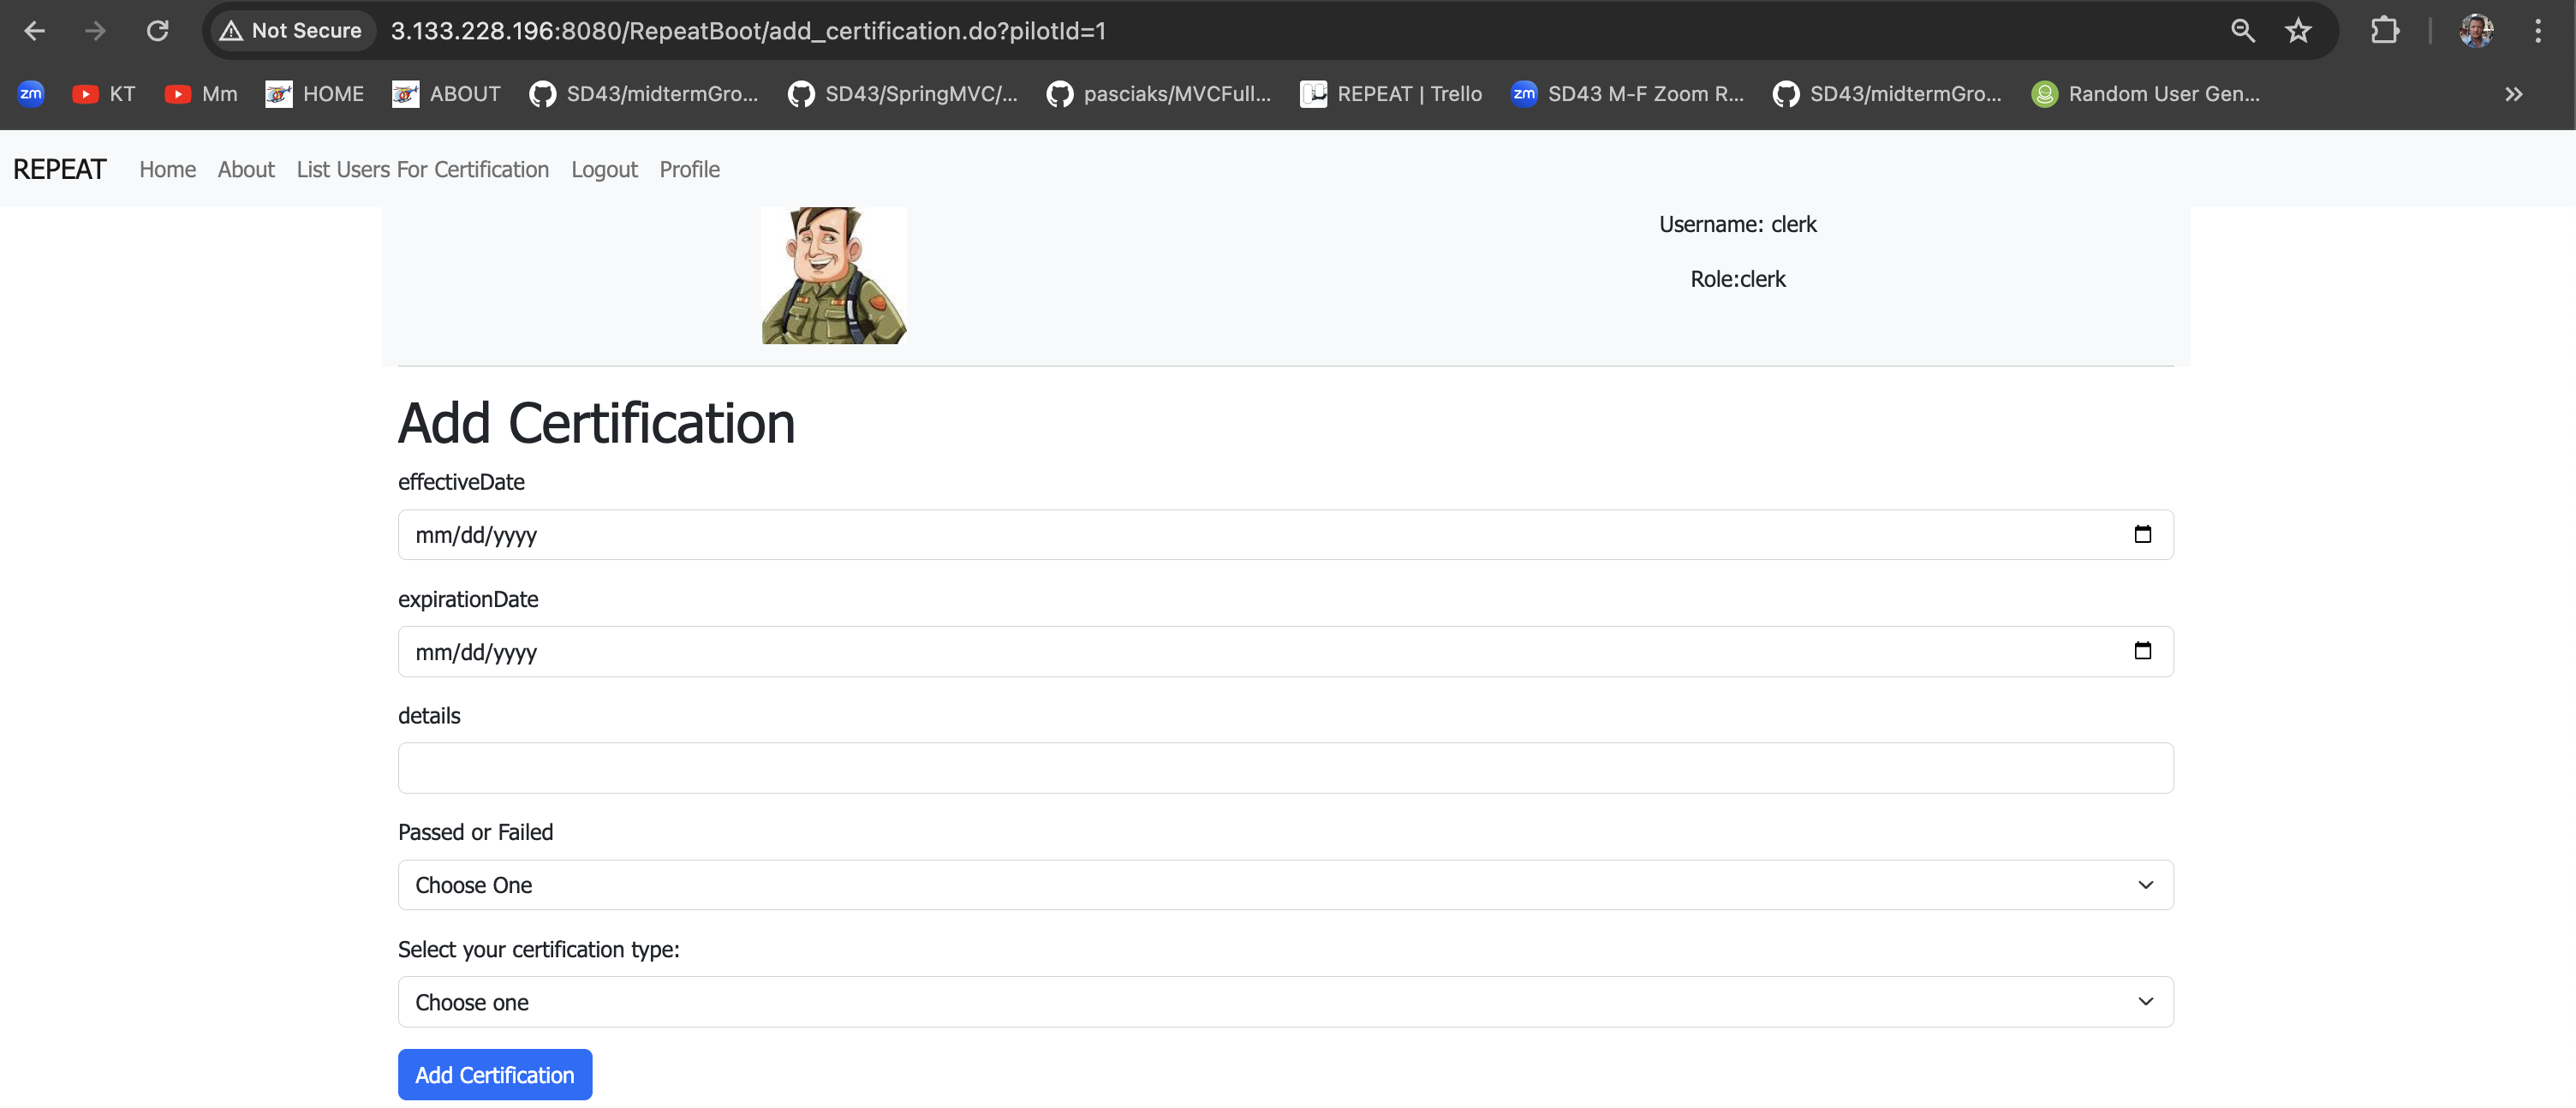 Not Secure 3.133.228.196:8080/RepeatBoot/add_certification.do?pilotId=1
zm KT Mm HOME ABOUT SD43/midtermGro... SD43/SpringMVC/... pasciaks/MVCFull... REPEAT | Trello zm SD43 M-F Zoom R... SD43/midtermGro... Random User Gen...
REPEAT Home About List Users For Certification Logout Profile
Username: clerk
Role:clerk
Add Certification
effectiveDate
mm/dd/yyyy
expirationDate
mm/dd/yyyy
details
Passed or Failed
Choose One
Select your certification type:
Choose one
Add Certification